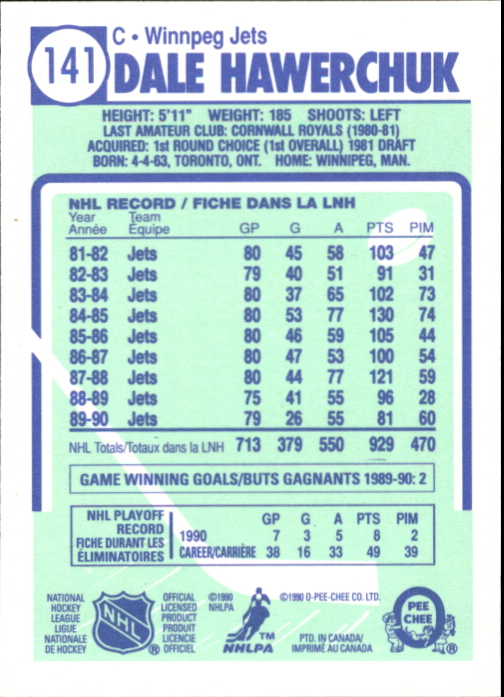 141
C • Winnpeg Jets
DALE HAWERCHUK
HEIGHT: 5'11" WEIGHT: 185 SHOOTS: LEFT
LAST AMATEUR CLUB: CORNWALL ROYALS (1980-81)
ACQUIRED: 1st ROUND CHOICE (1st OVERALL) 1981 DRAFT
BORN: 4-4-63, TORONTO, ONT. HOME: WINNIPEG, MAN.
NHL RECORD / FICHE DANS LA LNH
Year Team
Année Équipe GP G A PTS PIM
81-82 Jets 80 45 58 103 47
82-83 Jets 79 40 51 91 31
83-84 Jets 80 37 65 102 73
84-85 Jets 80 53 77 130 74
85-86 Jets 80 46 59 105 44
86-87 Jets 80 47 53 100 54
87-88 Jets 80 44 77 121 59
88-89 Jets 75 41 55 96 28
89-90 Jets 79 26 55 81 60
NHL Totals/Totaux dans la LNH 713 379 550 929 470
GAME WINNING GOALS/BUTS GAGNANTS 1989-90: 2
NHL PLAYOFF
RECORD
FICHE DURANT LES
ÉLIMINATOIRES
GP G A PTS PIM
1990 7 3 5 8 2
CAREER/CARRIÈRE 38 16 33 49 39
NATIONAL
HOCKEY
LEAGUE
LIGUE
NATIONALE
DE HOCKEY
NHL
®
OFFICIAL
LICENSED
PRODUCT
PRODUIT
LICENCIE
OFFICIEL
©1990
NHLPA
TM
NHLPA
©1990 O-PEE-CHEE CO. LTD.
PTD. IN CANADA/
IMPRIMÉ AU CANADA
O
PEE
CHEE
®